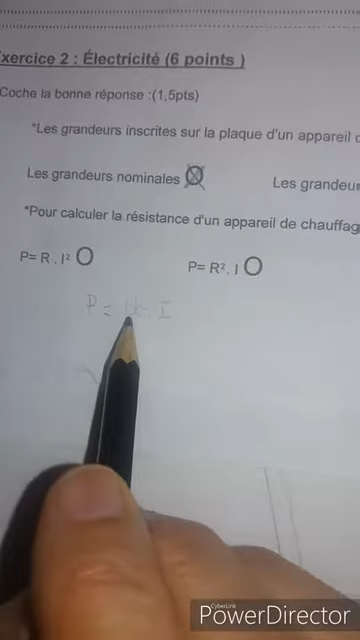 xercice 2 : Électricité (6 points )
Coche la bonne réponse :(1,5pts)
*Les grandeurs inscrites sur la plaque d'un appareil
Les grandeurs nominales
Les grandeur
*Pour calculer la résistance d'un appareil de chauffag
P= R . I² O
P= R². I O
P = U. I
CyberLink
PowerDirector